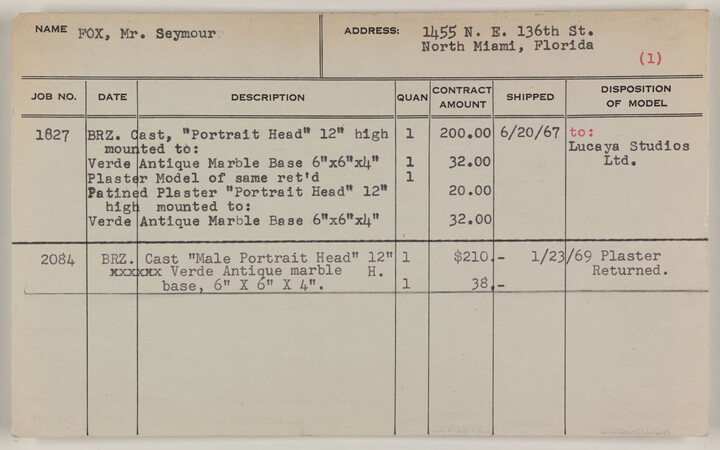 NAME FOX, Mr. Seymour ADDRESS: 1455 N. E. 136th St.
North Miami, Florida
(1)
JOB NO. DATE DESCRIPTION QUAN CONTRACT AMOUNT SHIPPED DISPOSITION OF MODEL
1827 BRZ. Cast, "Portrait Head" 12" high 1 200.00 6/20/67 to:
mounted to: Lucaya Studios
Verde Antique Marble Base 6"x6"x4" 1 32.00 Ltd.
Plaster Model of same ret'd 1
Patined Plaster "Portrait Head" 12" 20.00
high mounted to:
Verde Antique Marble Base 6"x6"x4" 32.00
2084 BRZ. Cast "Male Portrait Head" 12" 1 $210.- 1/23/69 Plaster
xxxxxx Verde Antique marble H. Returned.
base, 6" X 6" X 4". 1 38.-